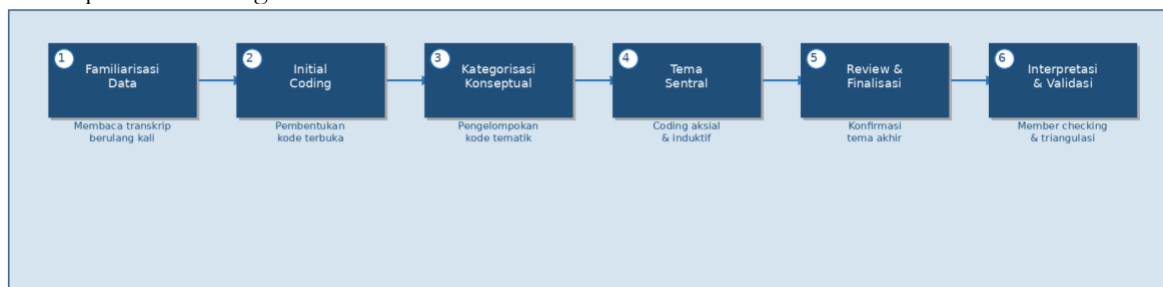 1
Familiarisasi
Data
Membaca transkrip
berulang kali
2
Initial
Coding
Pembentukan
kode terbuka
3
Kategorisasi
Konseptual
Pengelompokan
kode tematik
4
Tema
Sentral
Coding aksial
& induktif
5
Review &
Finalisasi
Konfirmasi
tema akhir
6
Interpretasi
& Validasi
Member checking
& triangulasi